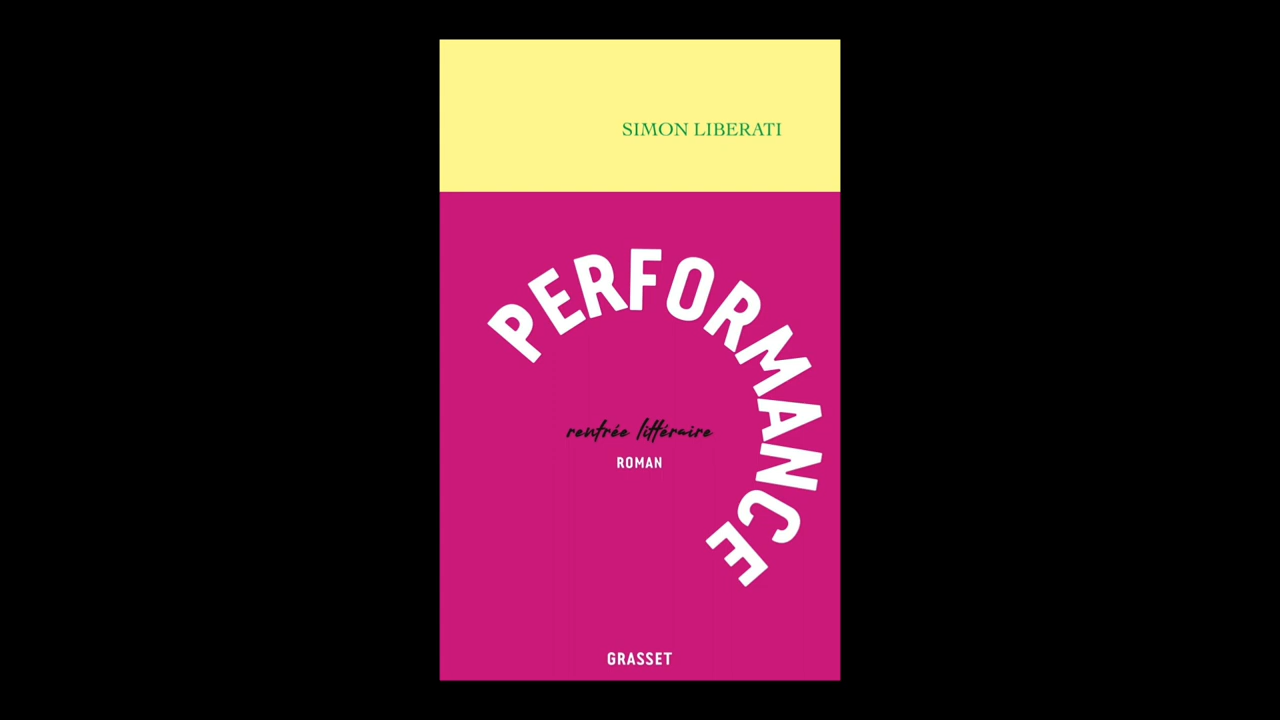 SIMON LIBERATI
PERFORMANCE
rentrée littéraire
ROMAN
GRASSET